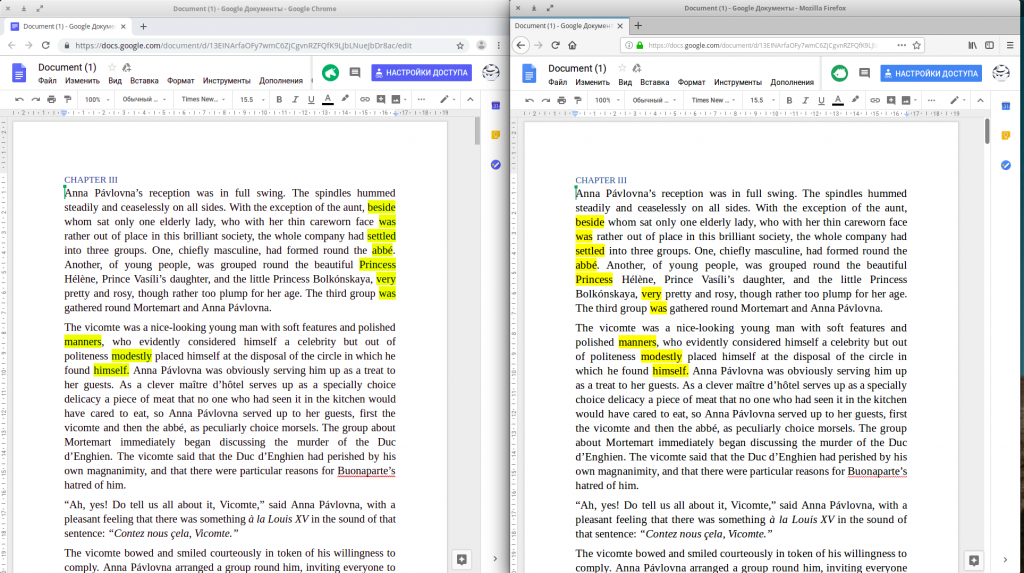 Document (1) - Google Документы - Google Chrome
Document (1) - Google Докумен
https://docs.google.com/document/d/13EINArfaOFy7wmC6ZJCgvnRZFQfK9LJbLNueJbDr8ac/edit
Document (1)
Файл Изменить Вид Вставка Формат Инструменты Дополнения
НАСТРОЙКИ ДОСТУПА
100% Обычный ... Times New... 15.5 B I U A
CHAPTER III
Anna Pávlovna’s reception was in full swing. The spindles hummed
steadily and ceaselessly on all sides. With the exception of the aunt, beside
whom sat only one elderly lady, who with her thin careworn face was
rather out of place in this brilliant society, the whole company had settled
into three groups. One, chiefly masculine, had formed round the abbé.
Another, of young people, was grouped round the beautiful Princess
Hélène, Prince Vasíli’s daughter, and the little Princess Bolkónskaya, very
pretty and rosy, though rather too plump for her age. The third group was
gathered round Mortemart and Anna Pávlovna.
The vicomte was a nice-looking young man with soft features and polished
manners, who evidently considered himself a celebrity but out of
politeness modestly placed himself at the disposal of the circle in which he
found himself. Anna Pávlovna was obviously serving him up as a treat to
her guests. As a clever maître d’hôtel serves up as a specially choice
delicacy a piece of meat that no one who had seen it in the kitchen would
have cared to eat, so Anna Pávlovna served up to her guests, first the
vicomte and then the abbé, as peculiarly choice morsels. The group about
Mortemart immediately began discussing the murder of the Duc
d’Enghien. The vicomte said that the Duc d’Enghien had perished by his
own magnanimity, and that there were particular reasons for Buonaparte’s
hatred of him.
“Ah, yes! Do tell us all about it, Vicomte,” said Anna Pávlovna, with a
pleasant feeling that there was something à la Louis XV in the sound of that
sentence: “Contez nous çela, Vicomte.”
The vicomte bowed and smiled courteously in token of his willingness to
comply. Anna Pávlovna arranged a group round him, inviting everyone to
Document (1) - Google Документы - Mozilla Firefox
Document (1) - Google Докумен
https://docs.google.com/document/d/13EINArfaOFy7wmC6ZJCgvnRZFQfK9L
Document (1)
Файл Изменить Вид Вставка Формат Инструменты Дополнения
НАСТРОЙКИ ДОСТУПА
100% Обычный ... Times New... 15.5 B I U A
CHAPTER III
Anna Pávlovna’s reception was in full swing. The spindles hummed
steadily and ceaselessly on all sides. With the exception of the aunt,
beside whom sat only one elderly lady, who with her thin careworn face
was rather out of place in this brilliant society, the whole company had
settled into three groups. One, chiefly masculine, had formed round the
abbé. Another, of young people, was grouped round the beautiful
Princess Hélène, Prince Vasíli’s daughter, and the little Princess
Bolkónskaya, very pretty and rosy, though rather too plump for her age.
The third group was gathered round Mortemart and Anna Pávlovna.
The vicomte was a nice-looking young man with soft features and
polished manners, who evidently considered himself a celebrity but out
of politeness modestly placed himself at the disposal of the circle in
which he found himself. Anna Pávlovna was obviously serving him up
as a treat to her guests. As a clever maître d’hôtel serves up as a specially
choice delicacy a piece of meat that no one who had seen it in the kitchen
would have cared to eat, so Anna Pávlovna served up to her guests, first
the vicomte and then the abbé, as peculiarly choice morsels. The group
about Mortemart immediately began discussing the murder of the Duc
d’Enghien. The vicomte said that the Duc d’Enghien had perished by his
own magnanimity, and that there were particular reasons for Buonaparte’s
hatred of him.
“Ah, yes! Do tell us all about it, Vicomte,” said Anna Pávlovna, with a
pleasant feeling that there was something à la Louis XV in the sound of
that sentence: “Contez nous çela, Vicomte.”
The vicomte bowed and smiled courteously in token of his willingness to
comply. Anna Pávlovna arranged a group round him, inviting everyone